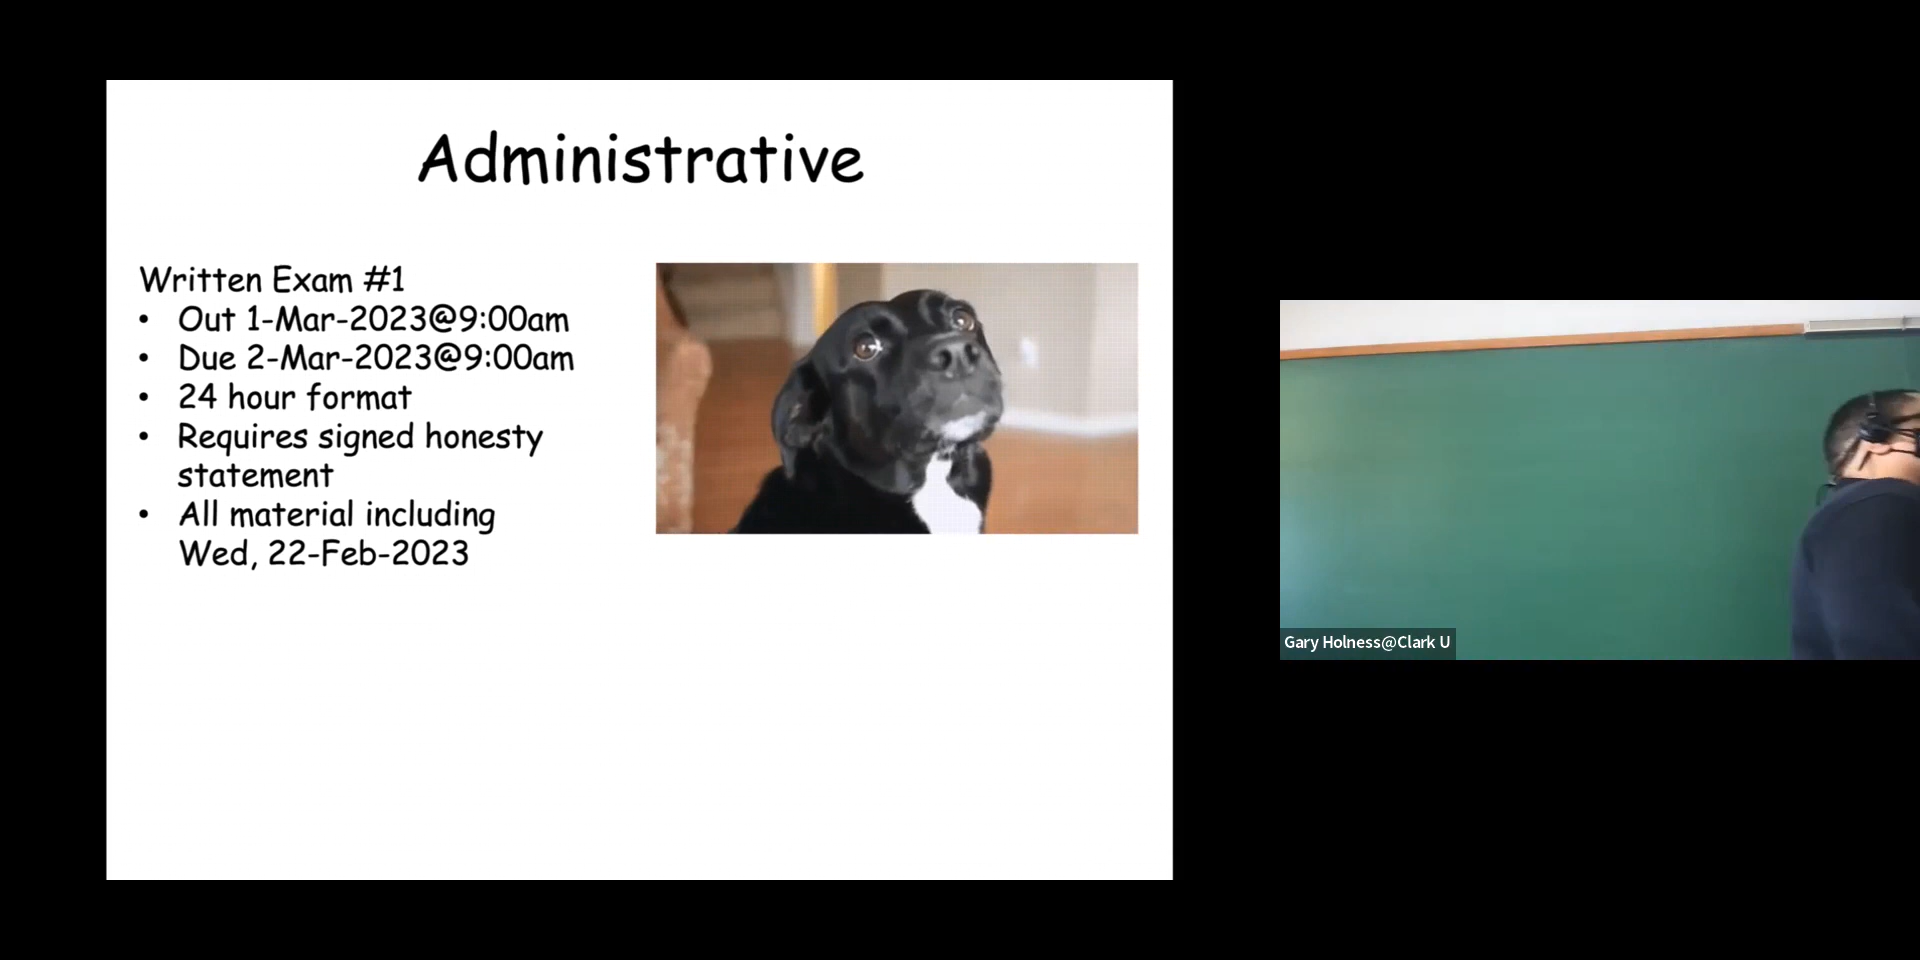 Administrative
Written Exam #1
• Out 1-Mar-2023@9:00am
• Due 2-Mar-2023@9:00am
• 24 hour format
• Requires signed honesty
statement
• All material including
Wed, 22-Feb-2023
Gary Holness@Clark U